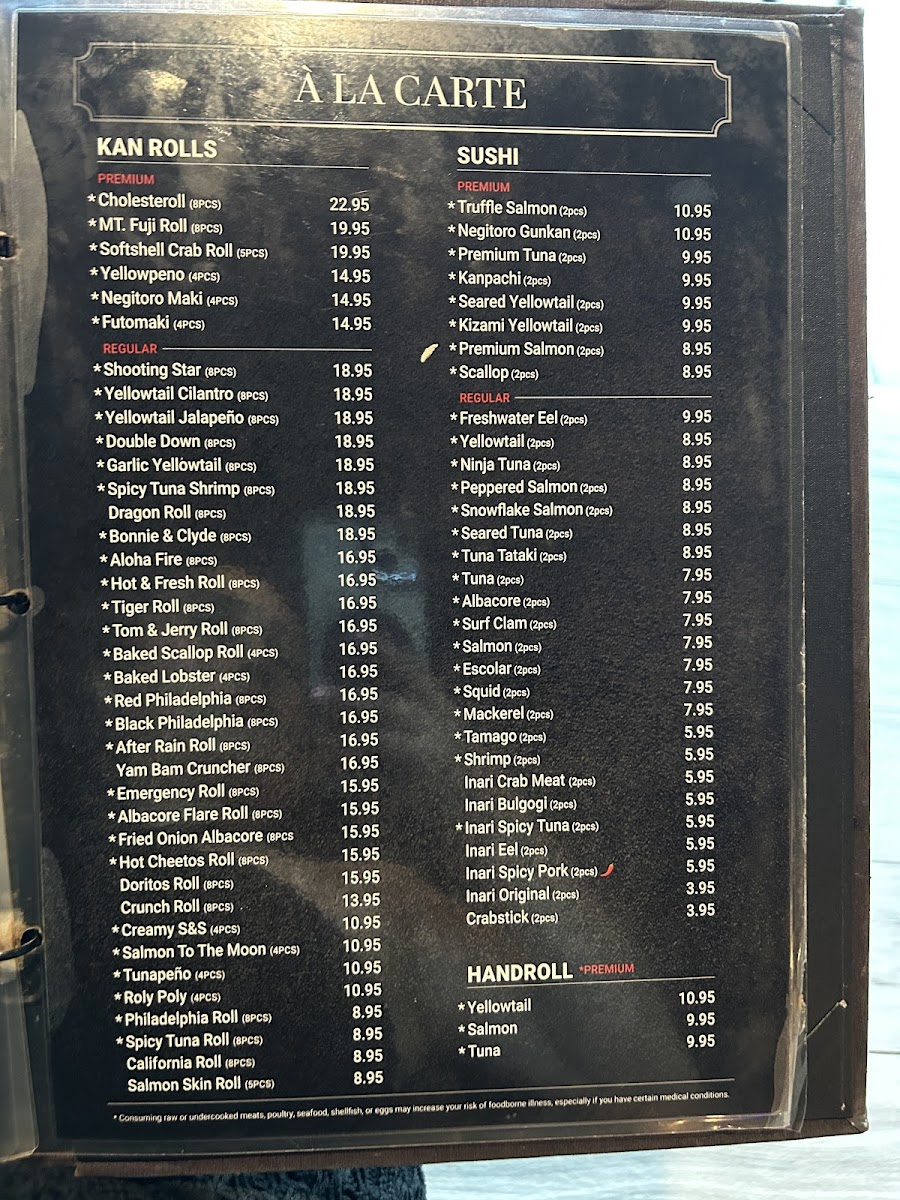 À LA CARTE
KAN ROLLS
PREMIUM
*Cholesteroll (8PCS) 22.95
*MT. Fuji Roll (8PCS) 19.95
*Softshell Crab Roll (5PCS) 19.95
*Yellowpeno (4PCS) 14.95
*Negitoro Maki (4PCS) 14.95
*Futomaki (4PCS) 14.95
REGULAR
*Shooting Star (8PCS) 18.95
*Yellowtail Cilantro (8PCS) 18.95
*Yellowtail Jalapeño (8PCS) 18.95
*Double Down (8PCS) 18.95
*Garlic Yellowtail (8PCS) 18.95
*Spicy Tuna Shrimp (8PCS) 18.95
Dragon Roll (8PCS) 18.95
*Bonnie & Clyde (8PCS) 18.95
*Aloha Fire (8PCS) 16.95
*Hot & Fresh Roll (8PCS) 16.95
*Tiger Roll (8PCS) 16.95
*Tom & Jerry Roll (8PCS) 16.95
*Baked Scallop Roll (4PCS) 16.95
*Baked Lobster (4PCS) 16.95
*Red Philadelphia (8PCS) 16.95
*Black Philadelphia (8PCS) 16.95
*After Rain Roll (8PCS) 16.95
Yam Bam Cruncher (8PCS) 16.95
*Emergency Roll (8PCS) 15.95
*Albacore Flare Roll (8PCS) 15.95
*Fried Onion Albacore (8PCS 15.95
*Hot Cheetos Roll (8PCS) 15.95
Doritos Roll (8PCS) 15.95
Crunch Roll (8PCS) 13.95
*Creamy S&S (4PCS) 10.95
*Salmon To The Moon (4PCS) 10.95
*Tunapeño (4PCS) 10.95
*Roly Poly (4PCS) 10.95
*Philadelphia Roll (8PCS) 8.95
*Spicy Tuna Roll (8PCS) 8.95
California Roll (8PCS) 8.95
Salmon Skin Roll (5PCS) 8.95
SUSHI
PREMIUM
*Truffle Salmon (2pcs) 10.95
*Negitoro Gunkan (2pcs) 10.95
*Premium Tuna (2pcs) 9.95
*Kanpachi (2pcs) 9.95
*Seared Yellowtail (2pcs) 9.95
*Kizami Yellowtail (2pcs) 9.95
*Premium Salmon (2pcs) 8.95
*Scallop (2pcs) 8.95
REGULAR
*Freshwater Eel (2pcs) 9.95
*Yellowtail (2pcs) 8.95
*Ninja Tuna (2pcs) 8.95
*Peppered Salmon (2pcs) 8.95
*Snowflake Salmon (2pcs) 8.95
*Seared Tuna (2pcs) 8.95
*Tuna Tataki (2pcs) 8.95
*Tuna (2pcs) 7.95
*Albacore (2pcs) 7.95
*Surf Clam (2pcs) 7.95
*Salmon (2pcs) 7.95
*Escolar (2pcs) 7.95
*Squid (2pcs) 7.95
*Mackerel (2pcs) 7.95
*Tamago (2pcs) 5.95
*Shrimp (2pcs) 5.95
Inari Crab Meat (2pcs) 5.95
Inari Bulgogi (2pcs) 5.95
*Inari Spicy Tuna (2pcs) 5.95
Inari Eel (2pcs) 5.95
Inari Spicy Pork (2pcs) 5.95
Inari Original (2pcs) 3.95
Crabstick (2pcs) 3.95
HANDROLL *PREMIUM
*Yellowtail 10.95
*Salmon 9.95
*Tuna 9.95
* Consuming raw or undercooked meats, poultry, seafood, shellfish, or eggs may increase your risk of foodborne illness, especially if you have certain medical conditions.